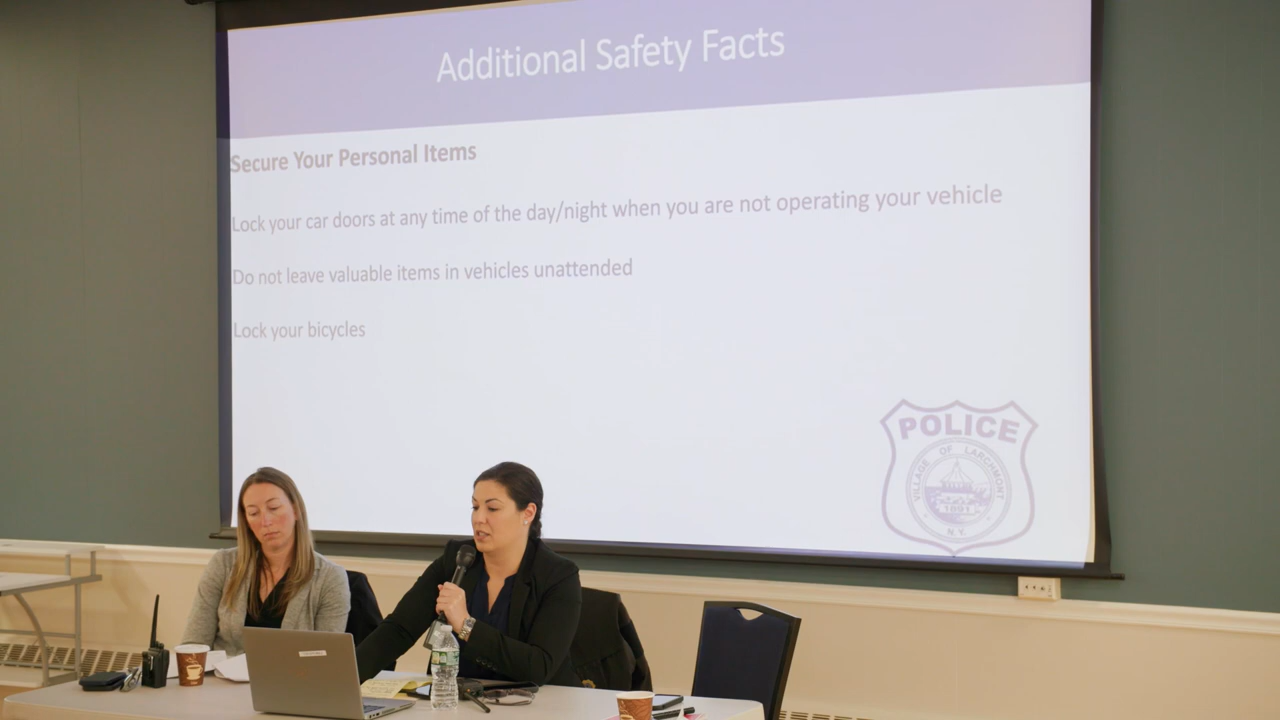 Additional Safety Facts
Secure Your Personal Items
Lock your car doors at any time of the day/night when you are not operating your vehicle
Do not leave valuable items in vehicles unattended
Lock your bicycles
POLICE
VILLAGE OF LARCHMONT
1891
N.Y.